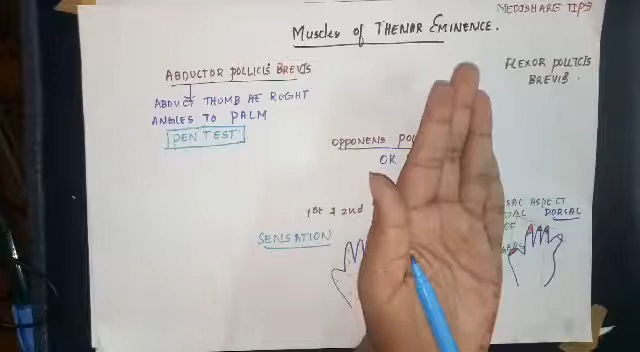 MEDISHARE TIPS
Muscles of THENAR EMINENCE.
ABDUCTOR POLLICIS BREVIS
ABDUCT THUMB AT RIGHT
ANGLES TO PALM
PEN TEST
FLEXOR POLLICIS
BREVIS.
OPPONENS
OK
1st & 2nd
SENSATION
ASPECT
DORSAL